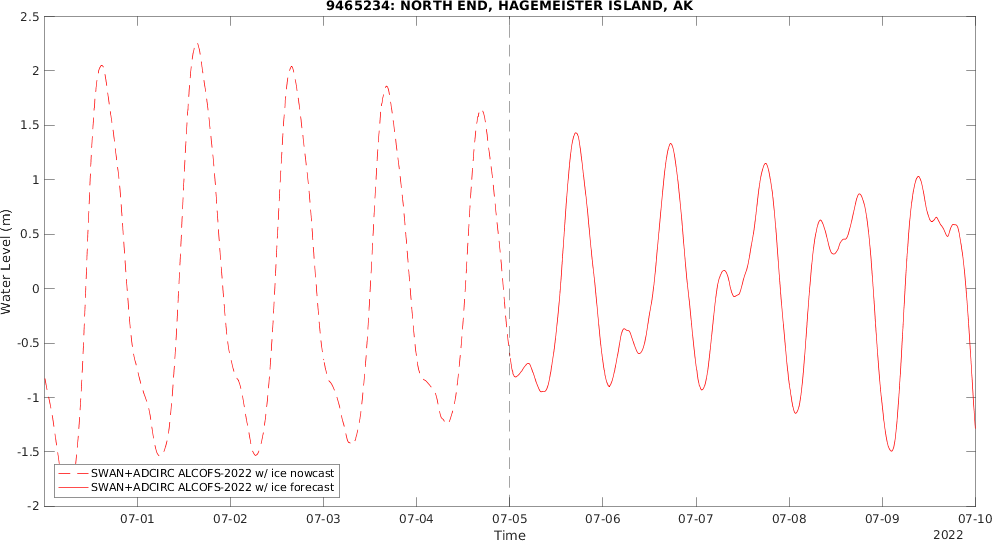 9465234: NORTH END, HAGEMEISTER ISLAND, AK
2.5
2
1.5
1
0.5
0
-0.5
-1
-1.5
-2
Water Level (m)
SWAN+ADCIRC ALCOFS-2022 w/ ice nowcast
SWAN+ADCIRC ALCOFS-2022 w/ ice forecast
07-01 07-02 07-03 07-04 07-05 07-06 07-07 07-08 07-09 07-10
Time
2022